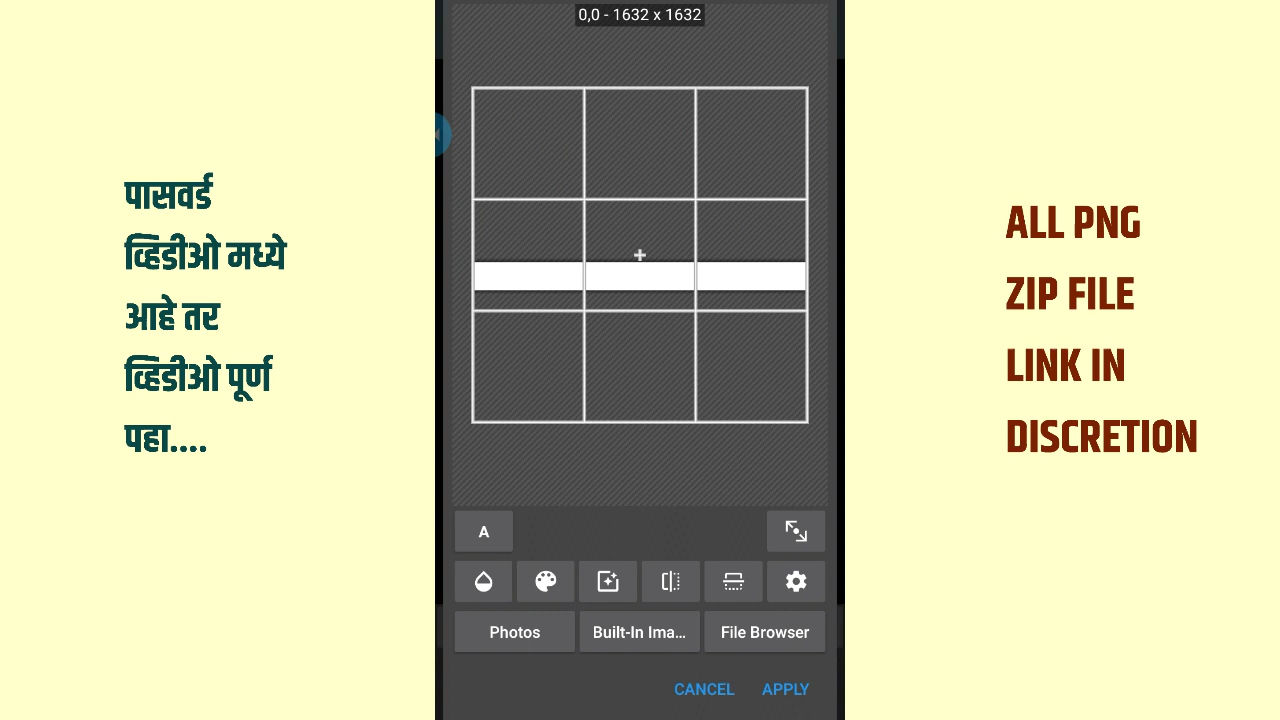 पासवर्ड
व्हिडीओ मध्ये
आहे तर
व्हिडीओ पूर्ण
पहा....
0,0 - 1632 x 1632
A
Photos
Built-In Ima...
File Browser
CANCEL
APPLY
ALL PNG
ZIP FILE
LINK IN
DISCRETION